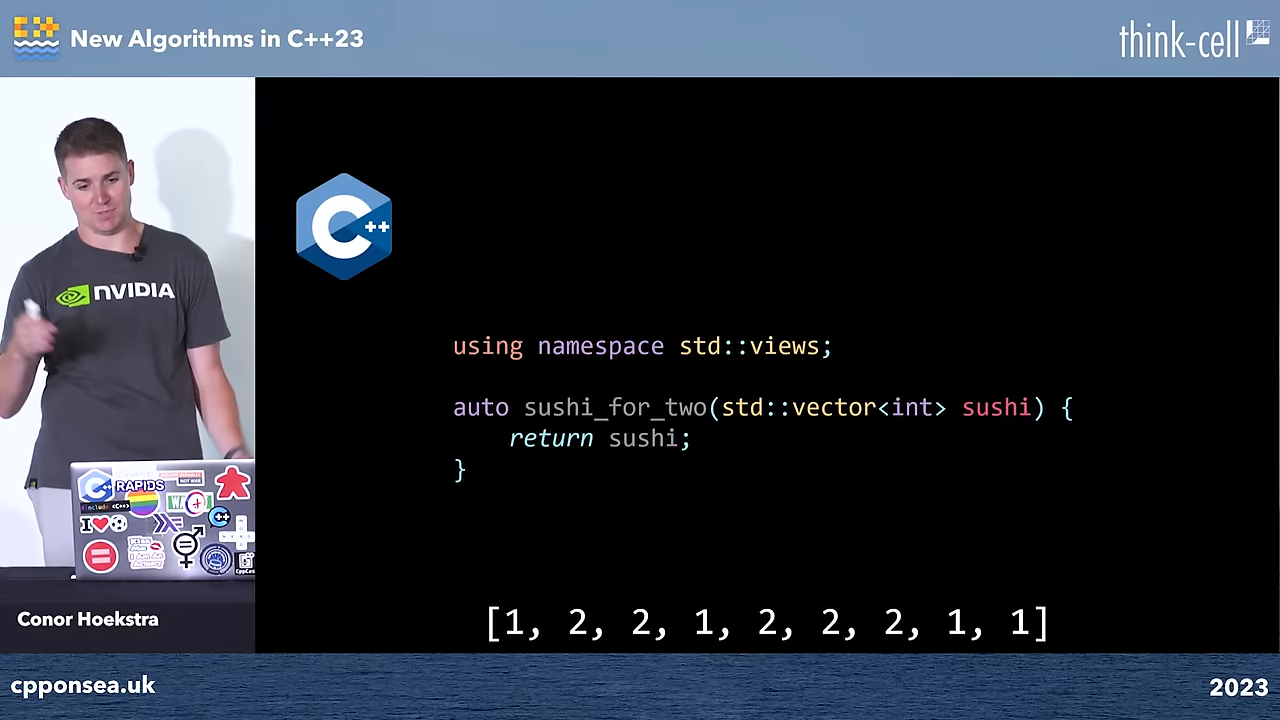 New Algorithms in C++23
think-cell
C++
NVIDIA
using namespace std::views;
auto sushi_for_two(std::vector<int> sushi) {
return sushi;
}
RAPIDS
#include <C++>
I
[1, 2, 2, 1, 2, 2, 2, 1, 1]
Conor Hoekstra
cpponsea.uk
2023